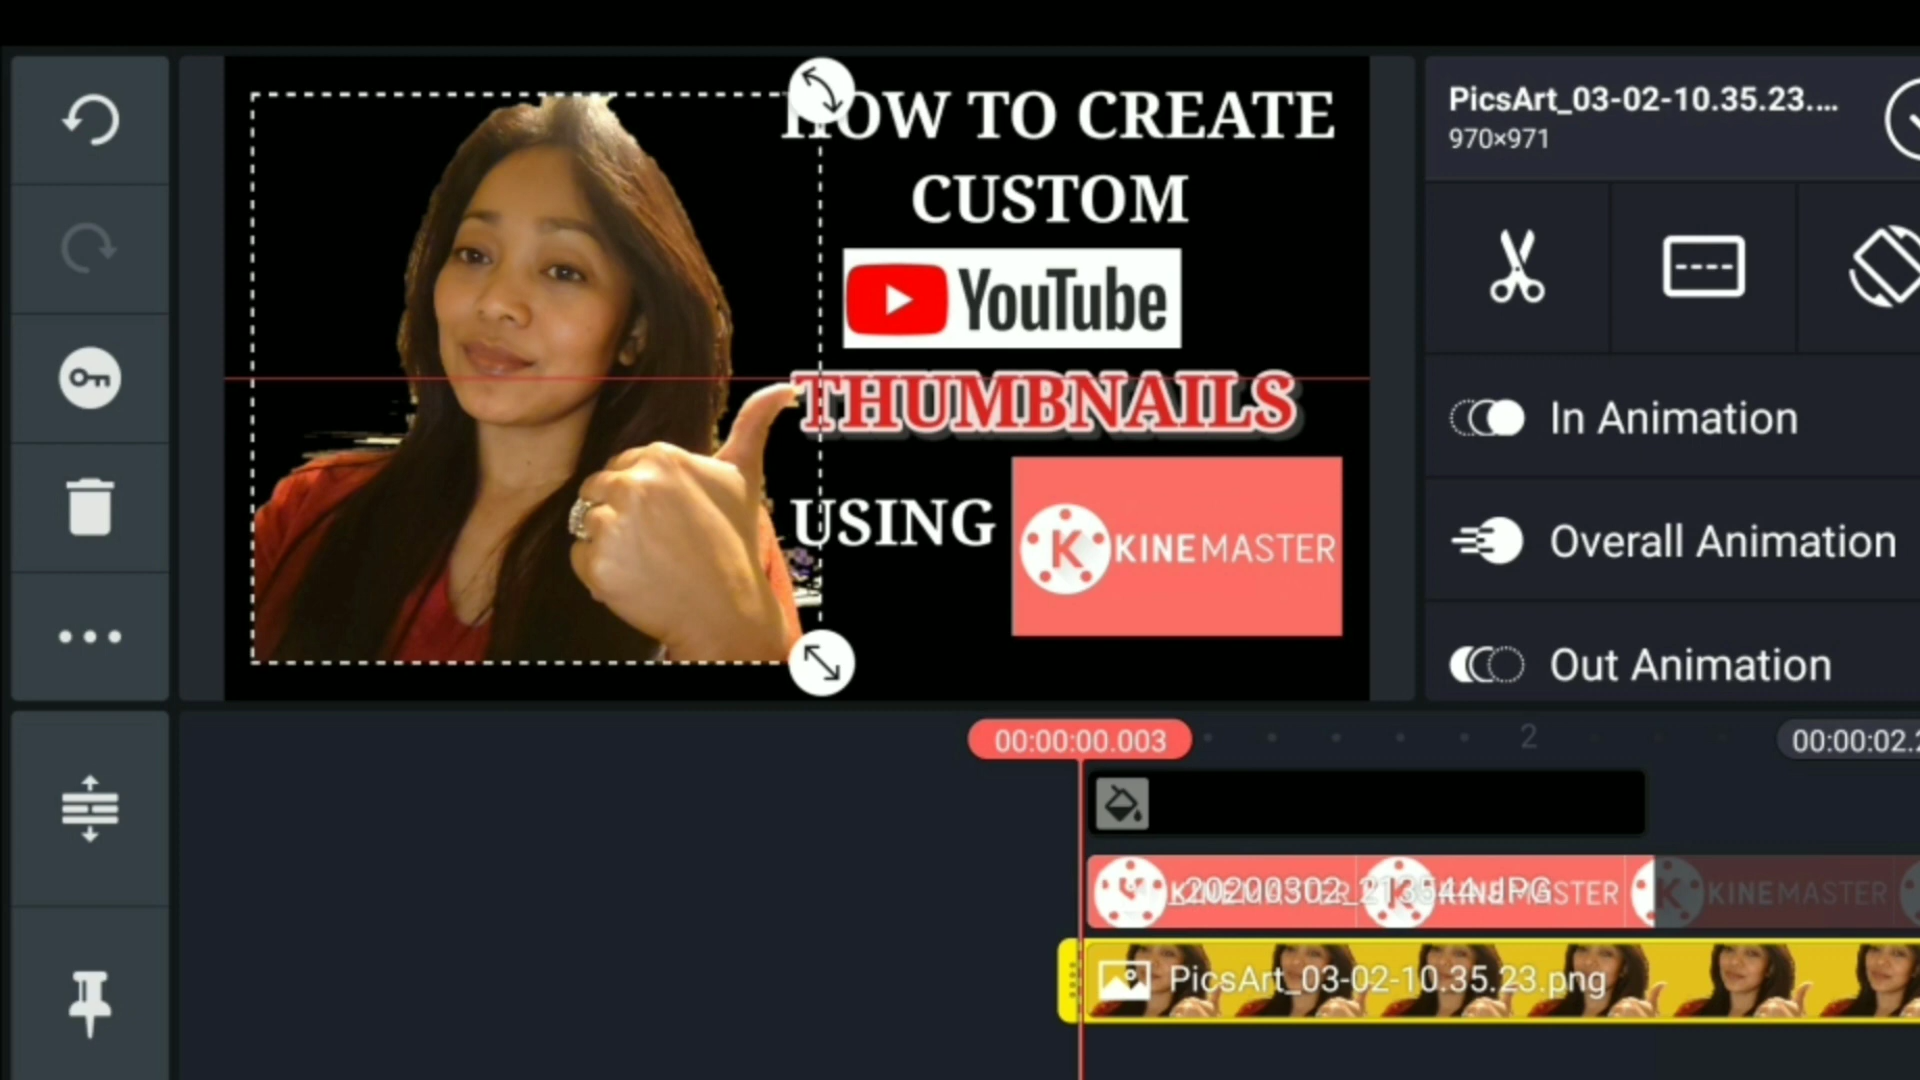 HOW TO CREATE
CUSTOM
YouTube
THUMBNAILS
USING
K
KINEMASTER
PicsArt_03-02-10.35.23....
970×971
In Animation
Overall Animation
Out Animation
00:00:00.003
2
00:00:02.2
_20200302_213544.JPG
KINEMASTER
PicsArt_03-02-10.35.23.png